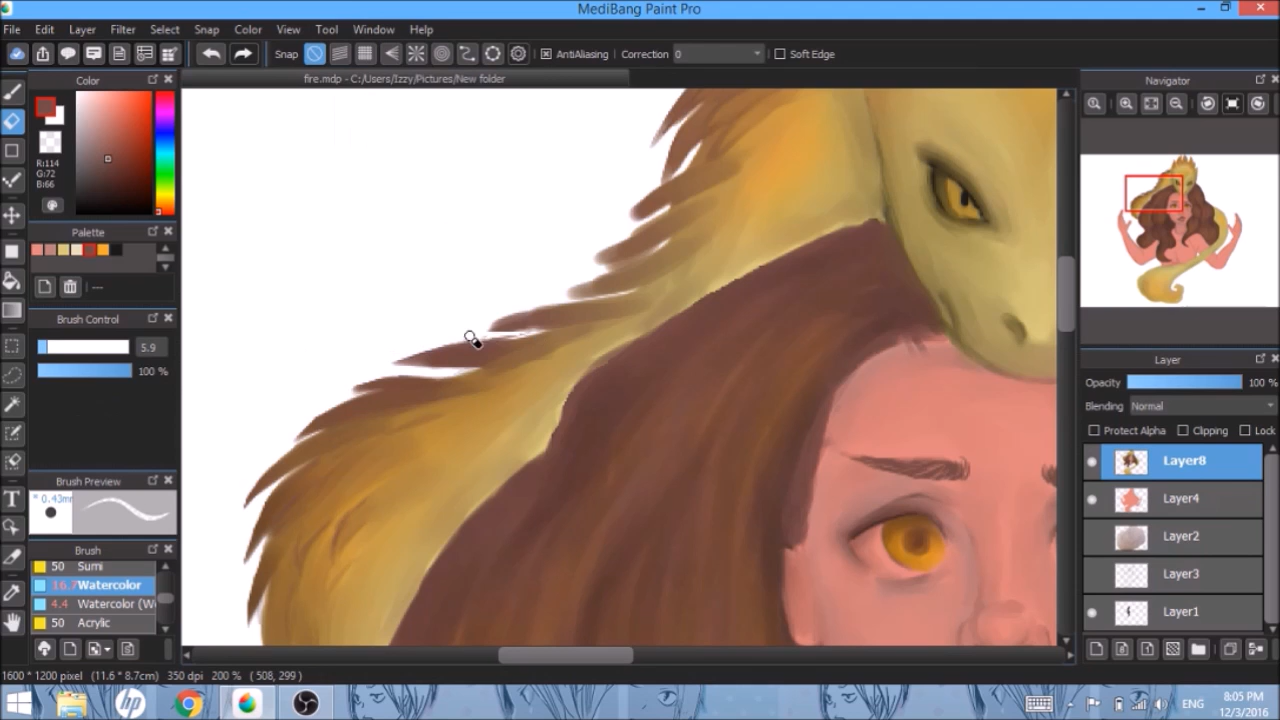 MediBang Paint Pro
File Edit Layer Filter Select Snap Color View Tool Window Help
Snap AntiAliasing Correction 0 Soft Edge
Color fire.mdp - C:/Users/Izzy/Pictures/New folder Navigator
R:114
G:72
B:66
Palette
---
Brush Control
5.9
100 %
Layer
Opacity 100 %
Blending Normal
Protect Alpha Clipping Lock
Layer8
Layer4
Layer2
Layer3
Layer1
Brush Preview
* 0.43m
Brush
50 Sumi
16.7 Watercolor
4.4 Watercolor (W
50 Acrylic
1600 * 1200 pixel (11.6 * 8.7cm) 350 dpi 200 % ( 508, 299 )
ENG
8:05 PM
12/3/2016